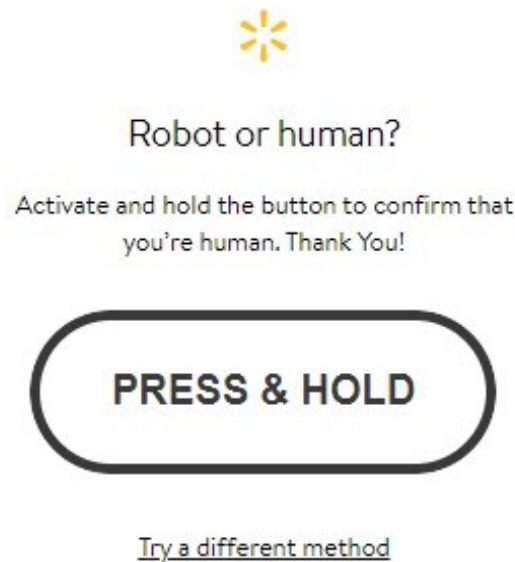 Robot or human?
Activate and hold the button to confirm that
you're human. Thank You!
PRESS & HOLD
Try a different method